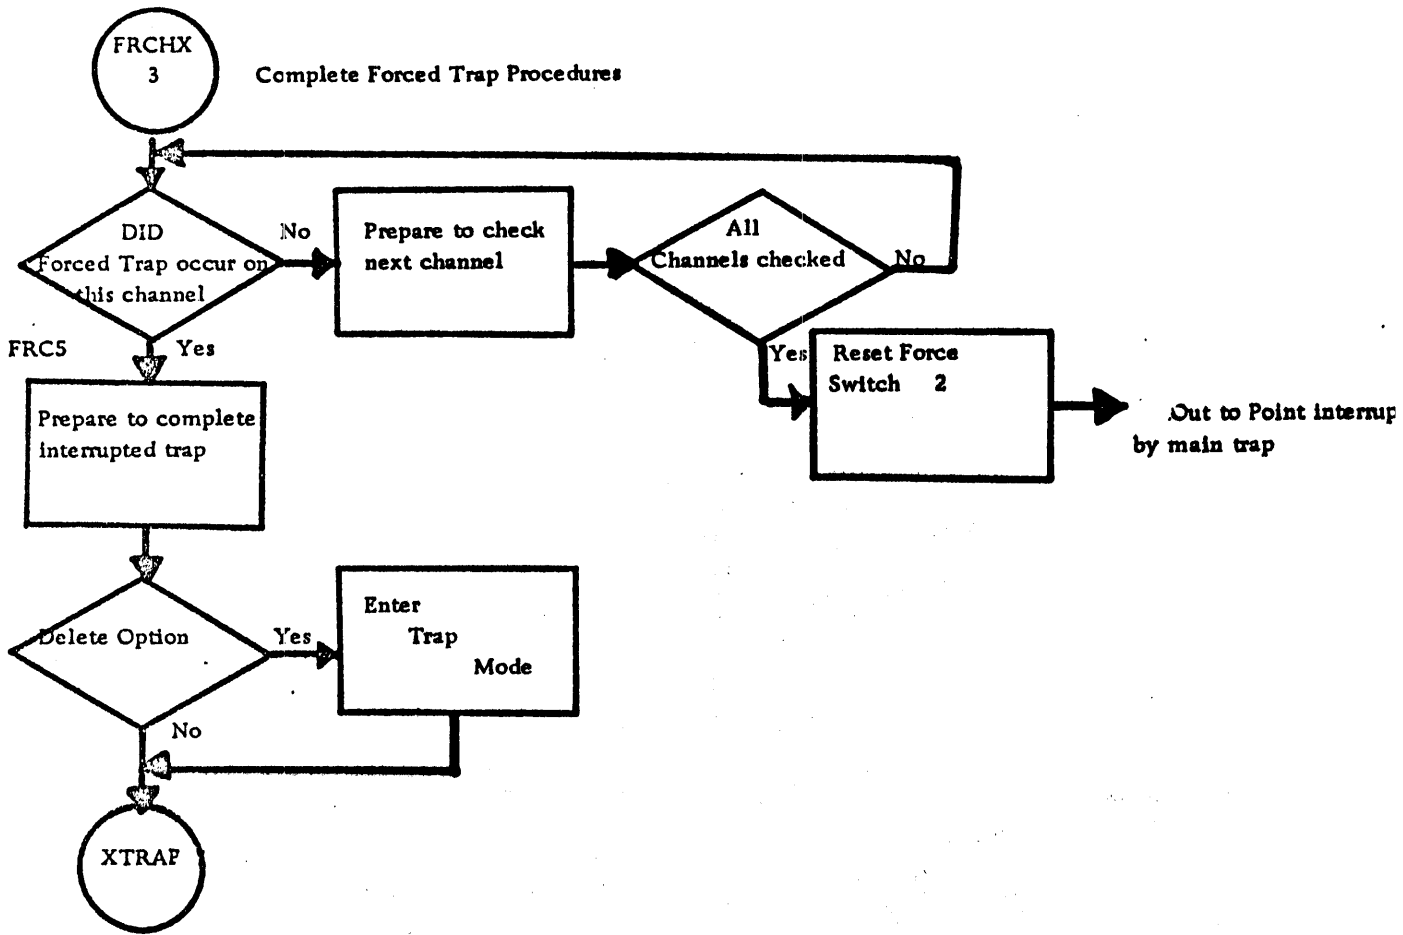 FRCHX
3
Complete Forced Trap Procedures
DID
Forced Trap occur on
this channel
No
Prepare to check
next channel
All
Channels checked
No
FRC5
Yes
Yes
Reset Force
Switch 2
Out to Point interrup
by main trap
Prepare to complete
interrupted trap
Delete Option
Yes
Enter
Trap
Mode
No
XTRAP